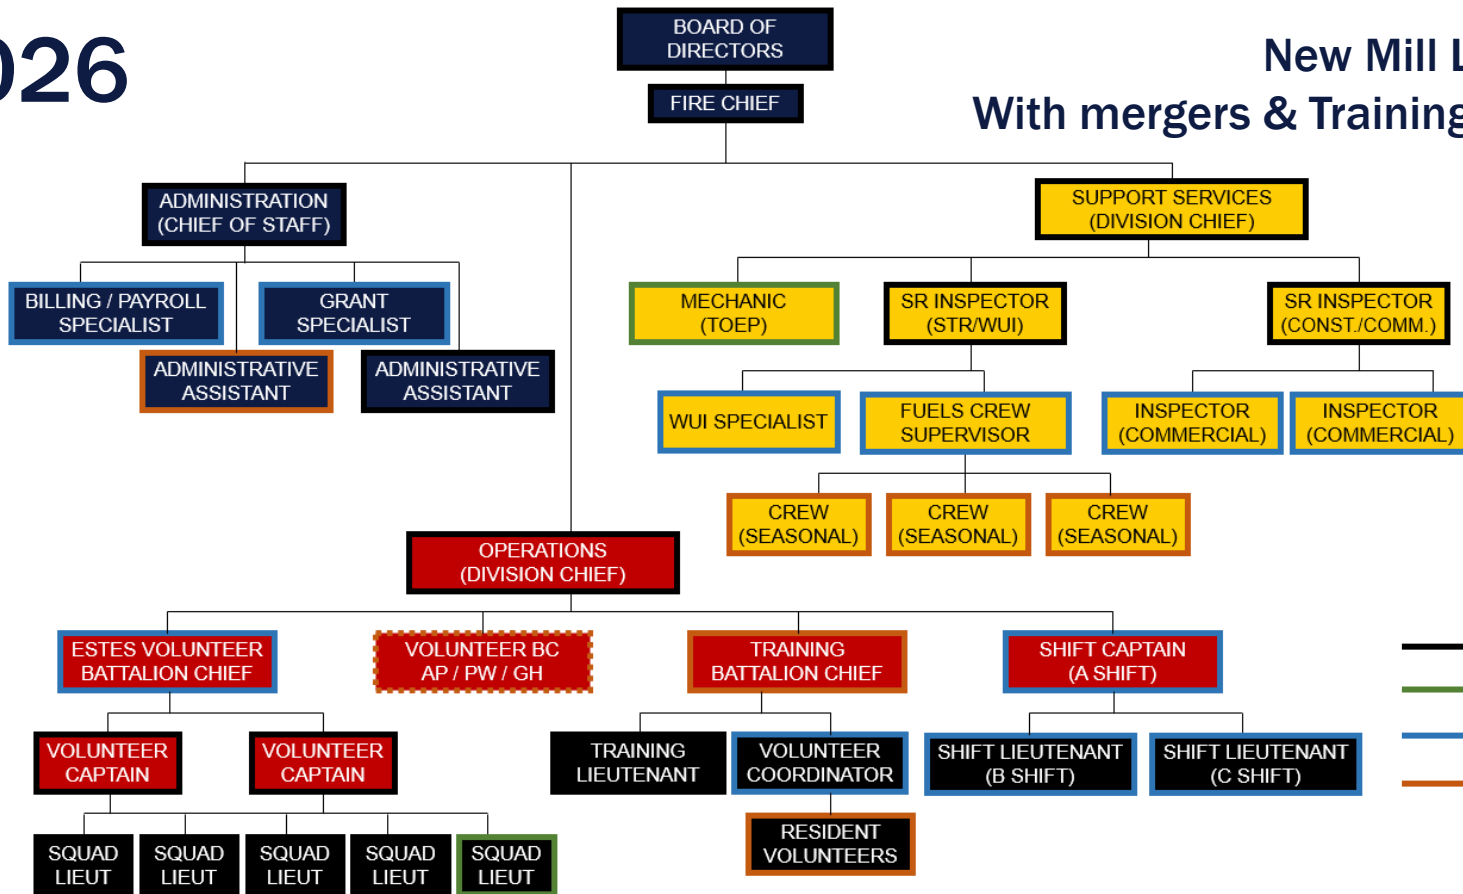 026
New Mill L
With mergers & Training
BOARD OF
DIRECTORS
FIRE CHIEF
ADMINISTRATION
(CHIEF OF STAFF)
SUPPORT SERVICES
(DIVISION CHIEF)
BILLING / PAYROLL
SPECIALIST
GRANT
SPECIALIST
ADMINISTRATIVE
ASSISTANT
ADMINISTRATIVE
ASSISTANT
MECHANIC
(TOEP)
SR INSPECTOR
(STR/WUI)
SR INSPECTOR
(CONST./COMM.)
WUI SPECIALIST
FUELS CREW
SUPERVISOR
INSPECTOR
(COMMERCIAL)
INSPECTOR
(COMMERCIAL)
CREW
(SEASONAL)
CREW
(SEASONAL)
CREW
(SEASONAL)
OPERATIONS
(DIVISION CHIEF)
ESTES VOLUNTEER
BATTALION CHIEF
VOLUNTEER BC
AP / PW / GH
TRAINING
BATTALION CHIEF
SHIFT CAPTAIN
(A SHIFT)
VOLUNTEER
CAPTAIN
VOLUNTEER
CAPTAIN
TRAINING
LIEUTENANT
VOLUNTEER
COORDINATOR
SHIFT LIEUTENANT
(B SHIFT)
SHIFT LIEUTENANT
(C SHIFT)
SQUAD
LIEUT
SQUAD
LIEUT
SQUAD
LIEUT
SQUAD
LIEUT
SQUAD
LIEUT
RESIDENT
VOLUNTEERS